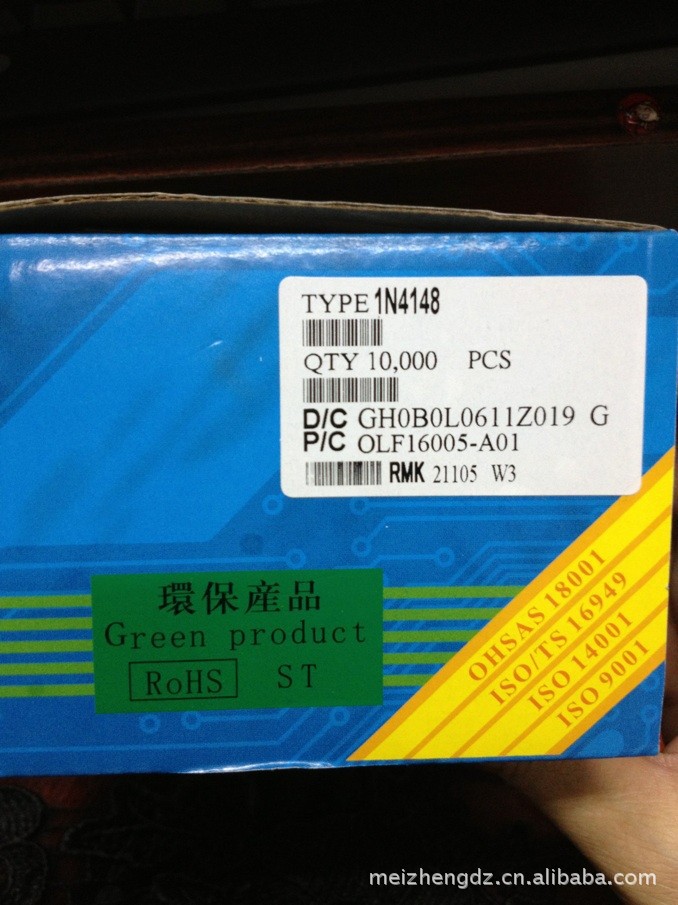 TYPE 1N4148
QTY 10,000 PCS
D/C GH0B0L0611Z019 G
P/C OLF16005-A01
RMK 21105 W3
環保産品
Green product
RoHS ST
OHSAS 18001
ISO/TS 16949
ISO 14001
ISO 9001
meizhengdz.cn.alibaba.com